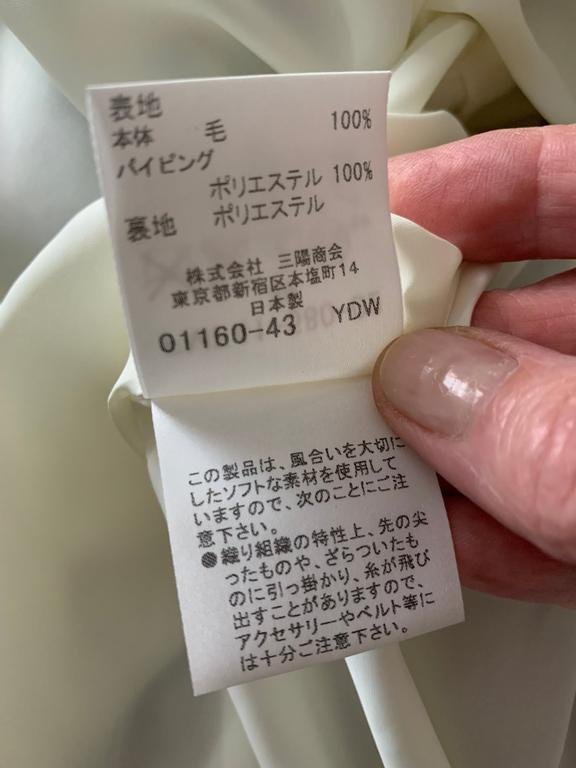 表地
本体 毛 100%
パイピング
ポリエステル 100%
裏地 ポリエステル
株式会社 三陽商会
東京都新宿区本塩町14
日本製
01160-43 YDW
この製品は、風合いを大切に
したソフトな素材を使用して
いますので、次のことにご注
意下さい。
●織り組織の特性上、先の尖
ったものや、ざらついたも
のに引っ掛かり、糸が飛び
出すことがありますので、
アクセサリーやベルト等に
は十分ご注意下さい。